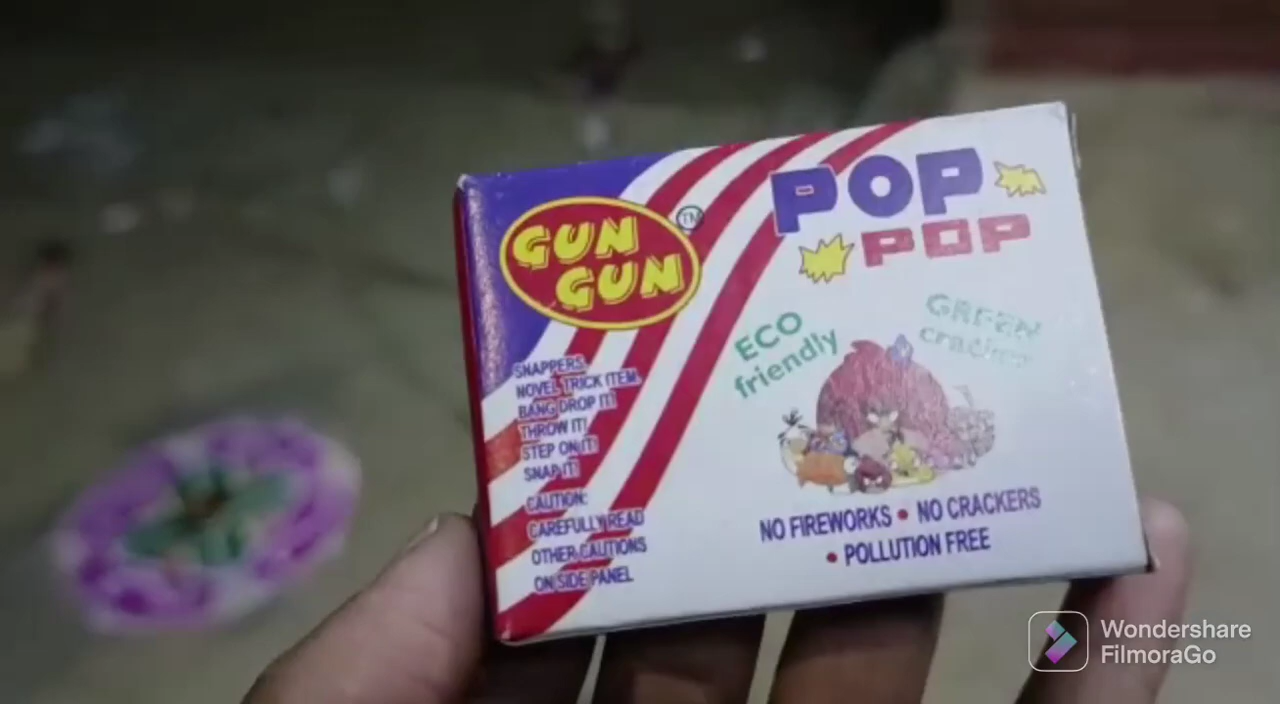 GUN
GUN
TM
POP
POP
ECO
friendly
GREEN
cracker
SNAPPERS
NOVEL TRICK ITEM
BANG DROP IT!
THROW IT!
STEP ON IT!
SNAP IT!
CAUTION:
CAREFULLY READ
OTHER CAUTIONS
ON SIDE PANEL
NO FIREWORKS • NO CRACKERS
• POLLUTION FREE
Wondershare
FilmoraGo